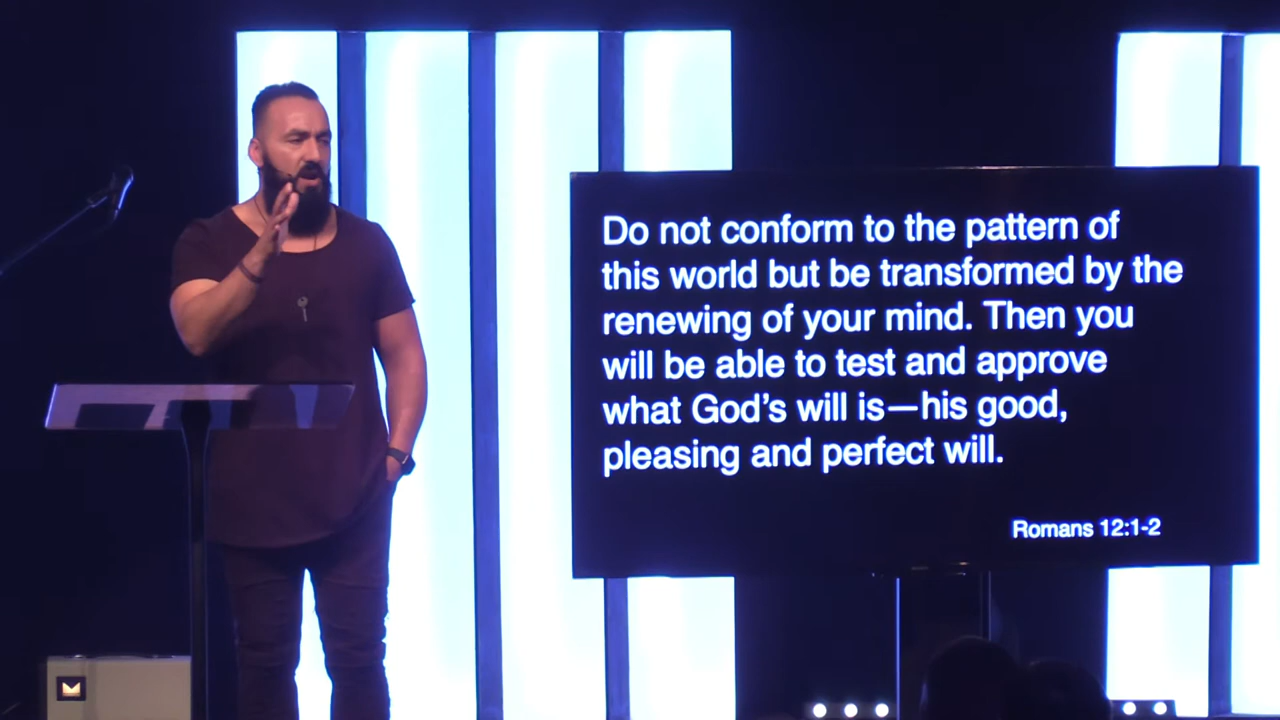 Do not conform to the pattern of
this world but be transformed by the
renewing of your mind. Then you
will be able to test and approve
what God’s will is—his good,
pleasing and perfect will.
Romans 12:1-2